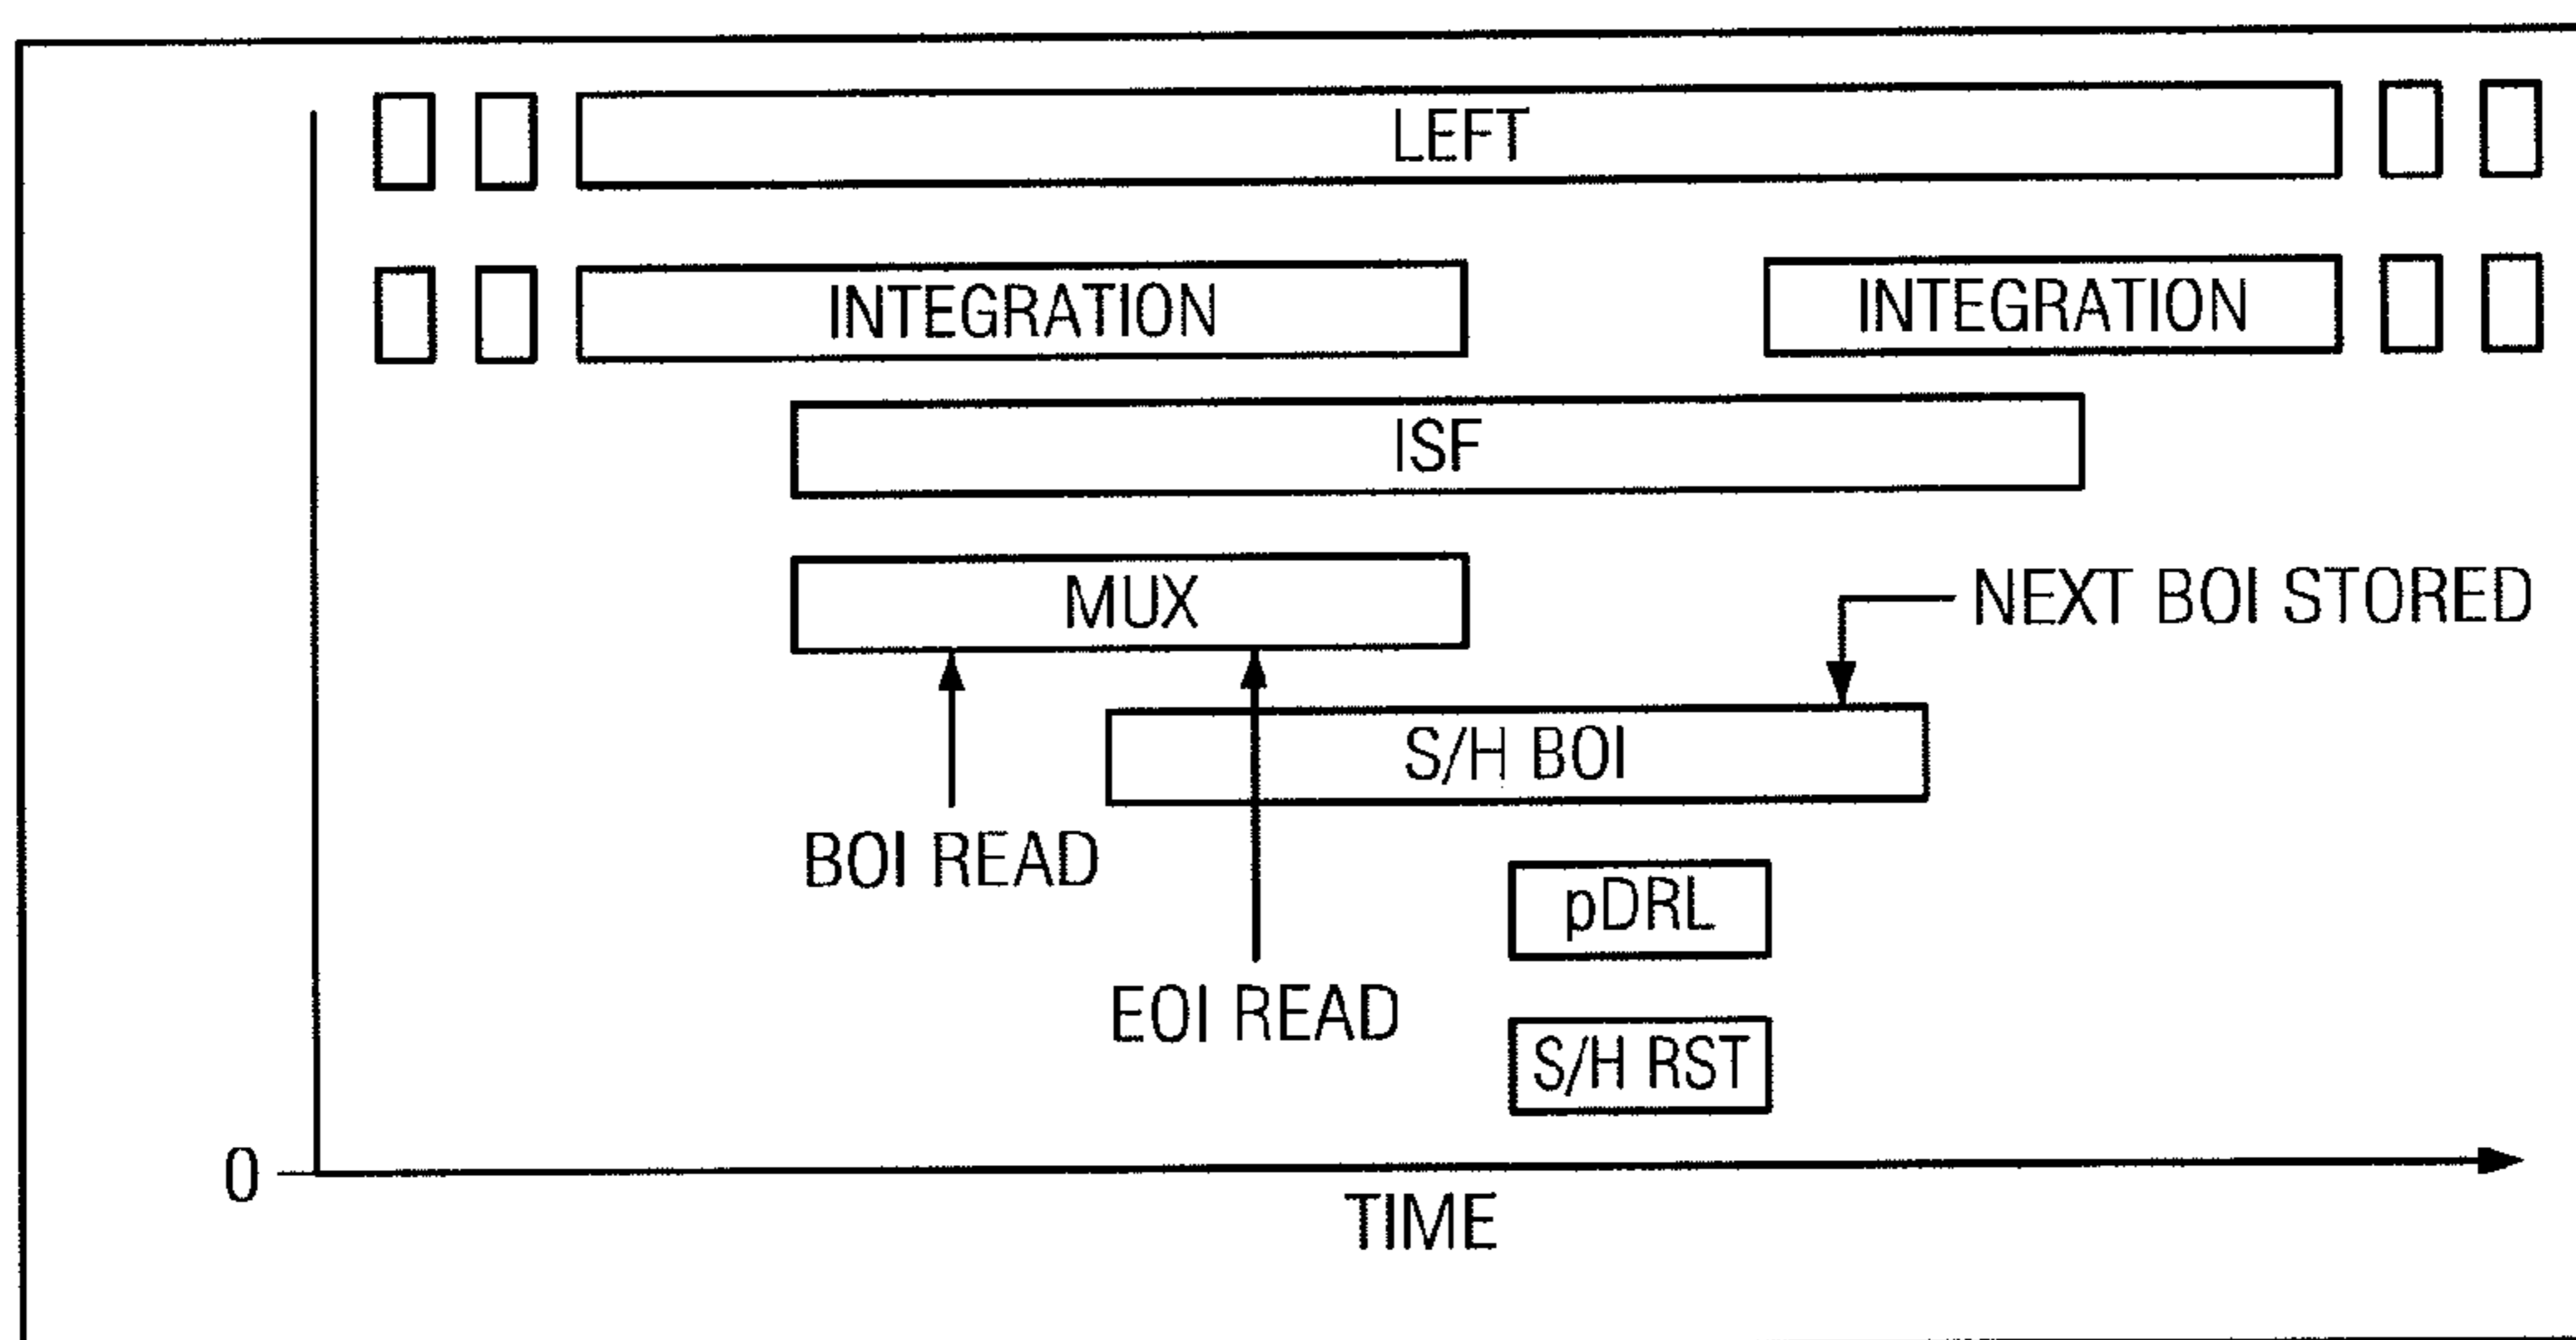 LEFT
INTEGRATION INTEGRATION
ISF
MUX
NEXT BOI STORED
S/H BOI
BOI READ
pDRL
EOI READ
S/H RST
0
TIME